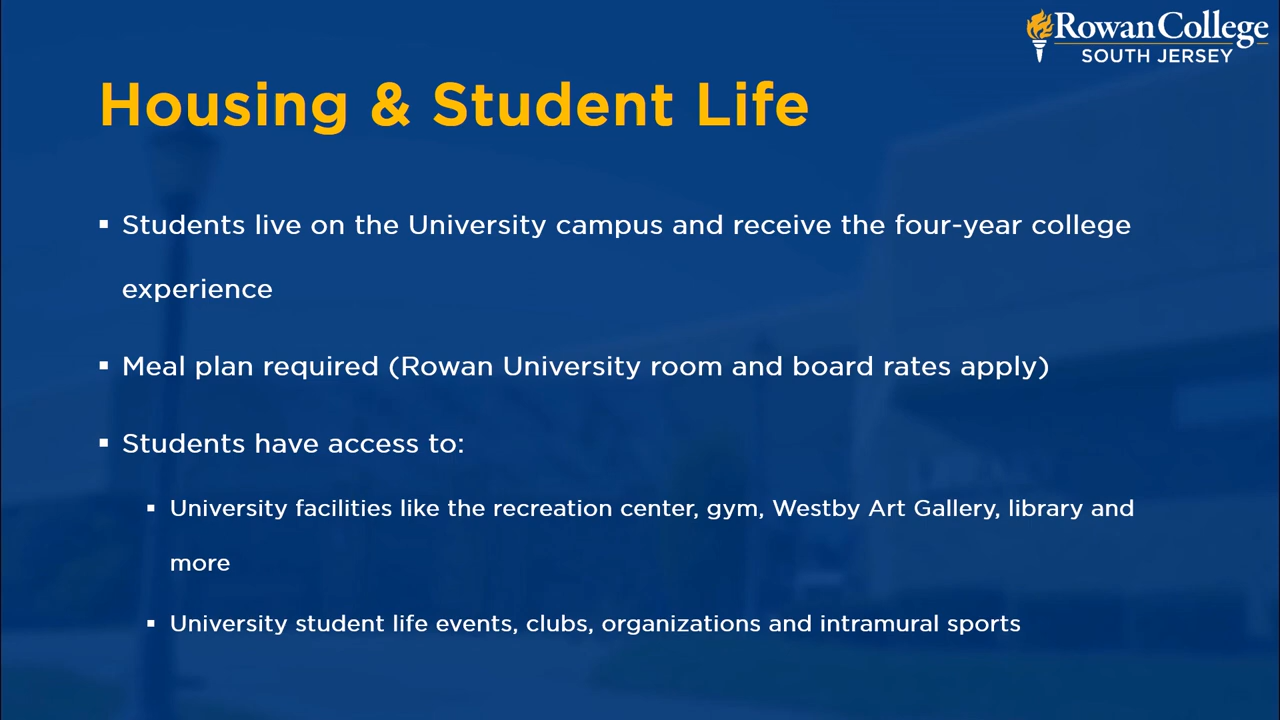 Rowan College
SOUTH JERSEY
Housing & Student Life
▪ Students live on the University campus and receive the four-year college
experience
▪ Meal plan required (Rowan University room and board rates apply)
▪ Students have access to:
▪ University facilities like the recreation center, gym, Westby Art Gallery, library and
more
▪ University student life events, clubs, organizations and intramural sports